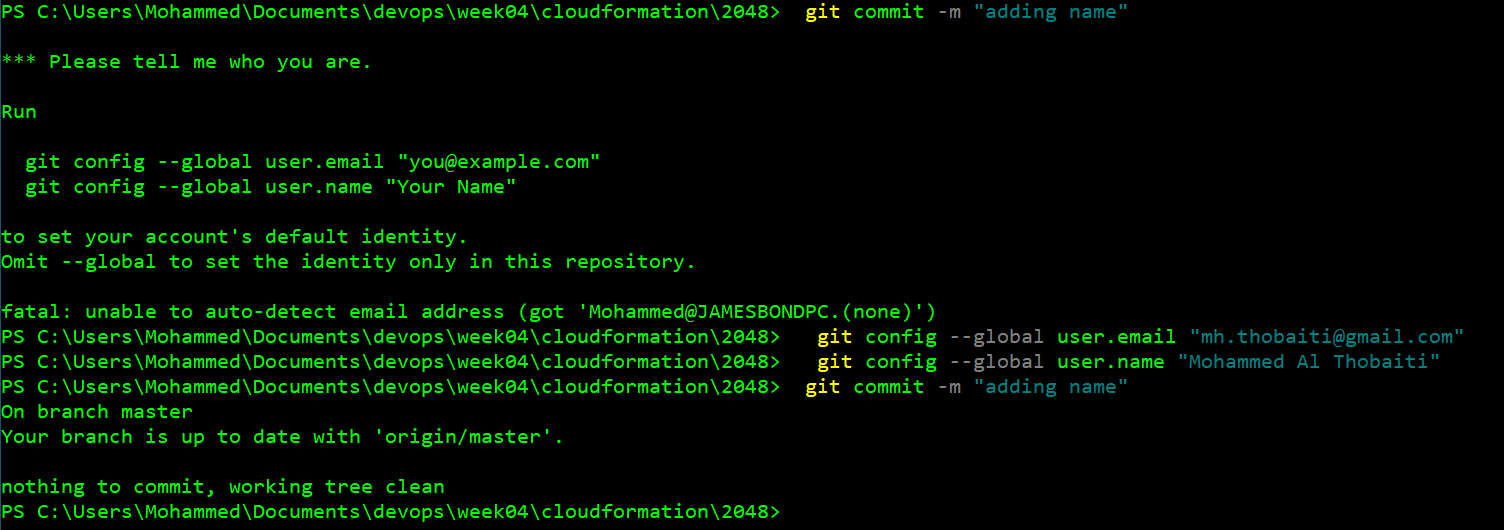 PS C:\Users\Mohammed\Documents\devops\week04\cloudformation\2048>  git commit -m "adding name"
*** Please tell me who you are.
Run
  git config --global user.email "you@example.com"
  git config --global user.name "Your Name"
to set your account's default identity.
Omit --global to set the identity only in this repository.
fatal: unable to auto-detect email address (got 'Mohammed@JAMESBONDPC.(none)')
PS C:\Users\Mohammed\Documents\devops\week04\cloudformation\2048>   git config --global user.email "mh.thobaiti@gmail.com"
PS C:\Users\Mohammed\Documents\devops\week04\cloudformation\2048>   git config --global user.name "Mohammed Al Thobaiti"
PS C:\Users\Mohammed\Documents\devops\week04\cloudformation\2048>  git commit -m "adding name"
On branch master
Your branch is up to date with 'origin/master'.
nothing to commit, working tree clean
PS C:\Users\Mohammed\Documents\devops\week04\cloudformation\2048>